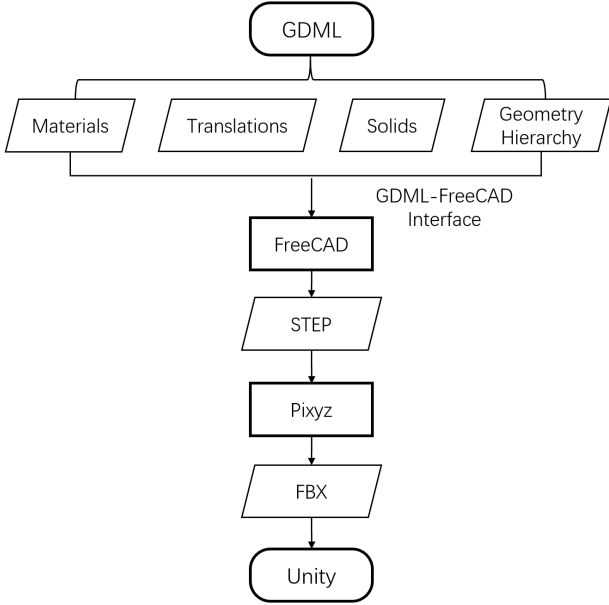 GDML
Materials
Translations
Solids
Geometry
Hierarchy
GDML-FreeCAD
Interface
FreeCAD
STEP
Pixyz
FBX
Unity